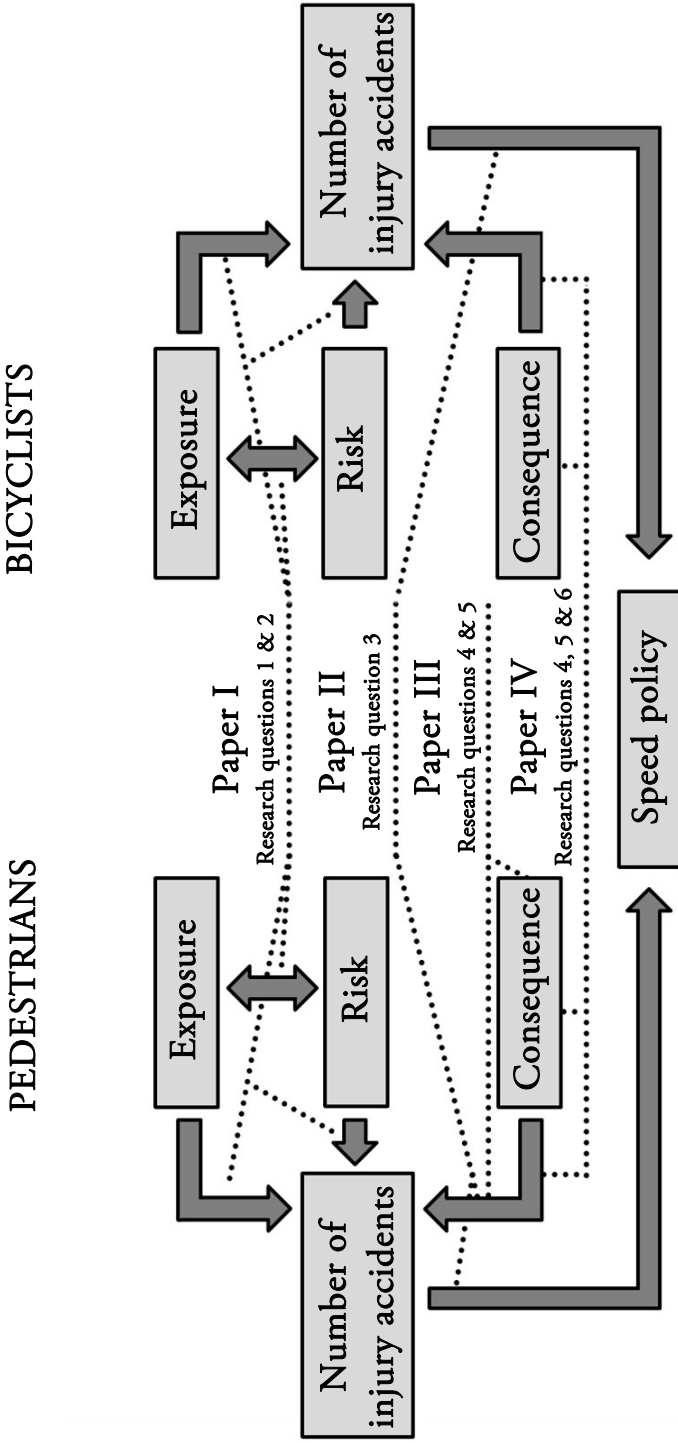 PEDESTRIANS
BICYCLISTS
Exposure
Exposure
Paper I
Research questions 1 & 2
Number of
injury accidents
Risk
Paper II
Research question 3
Risk
Number of
injury accidents
Paper III
Research questions 4 & 5
Consequence
Paper IV
Research questions 4, 5 & 6
Consequence
Speed policy